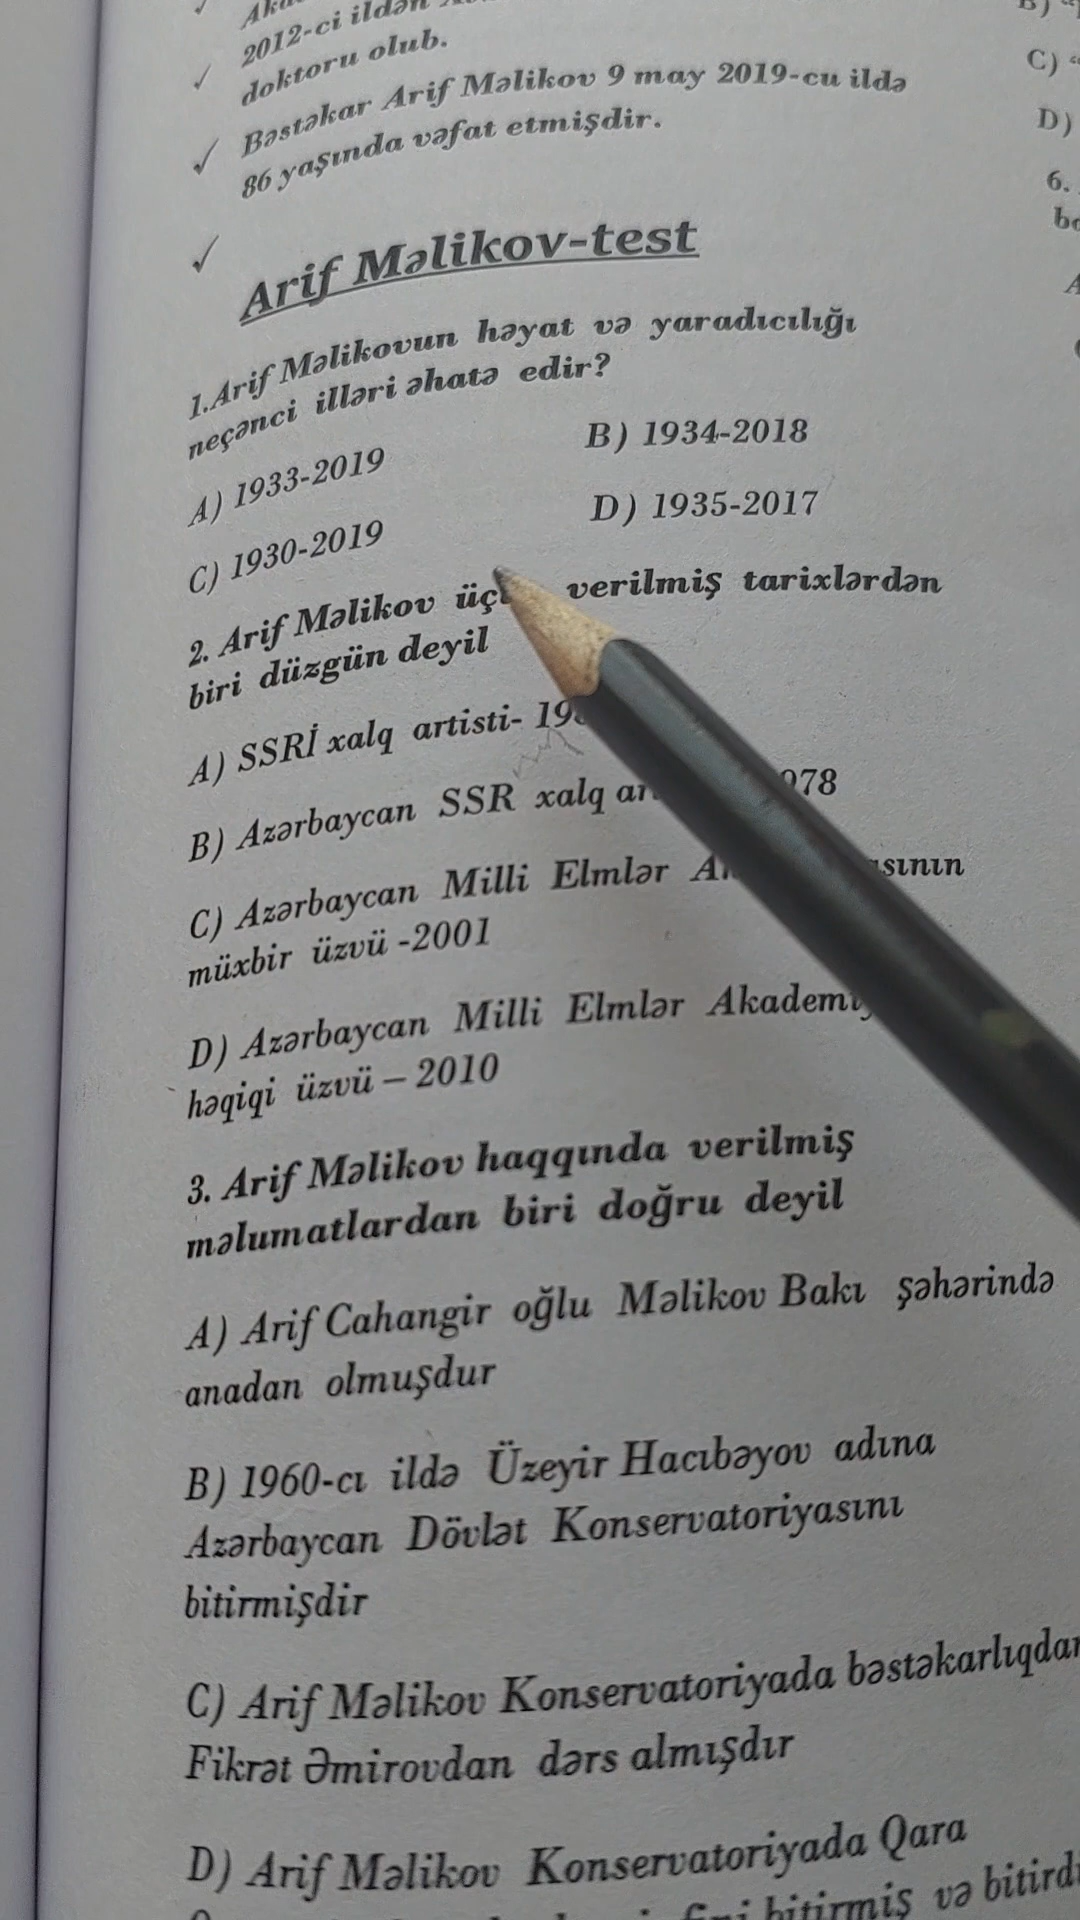 2012-ci ildən
doktoru olub.
✓ Bəstəkar Arif Məlikov 9 may 2019-cu ildə
86 yaşında vəfat etmişdir.
✓
Arif Məlikov-test
1.Arif Məlikovun həyat və yaradıcılığı
neçənci illəri əhatə edir?
A) 1933-2019
B) 1934-2018
C) 1930-2019
D) 1935-2017
2. Arif Məlikov verilmiş tarixlərdən
biri düzgün deyil
A) SSRİ xalq artisti-
B) Azərbaycan SSR xalq
C) Azərbaycan Milli Elmlər
müxbir üzvü -2001
D) Azərbaycan Milli Elmlər
həqiqi üzvü – 2010
3. Arif Məlikov haqqında verilmiş
məlumatlardan biri doğru deyil
A) Arif Cahangir oğlu Məlikov Bakı şəhərində
anadan olmuşdur
B) 1960-cı ildə Üzeyir Hacıbəyov adına
Azərbaycan Dövlət Konservatoriyasını
bitirmişdir
C) Arif Məlikov Konservatoriyada bəstəkarlıqdan
Fikrət Əmirovdan dərs almışdır
D) Arif Məlikov Konservatoriyada Qara
bitirmiş və
C)
D)
6.